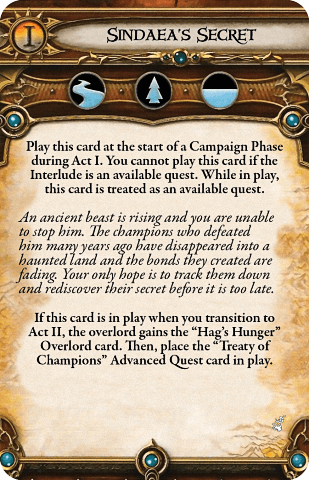 I
Sindaea's Secret
Play this card at the start of a Campaign Phase
during Act I. You cannot play this card if the
Interlude is an available quest. While in play,
this card is treated as an available quest.
An ancient beast is rising and you are unable
to stop him. The champions who defeated
him many years ago have disappeared into a
haunted land and the bonds they created are
fading. Your only hope is to track them down
and rediscover their secret before it is too late.
If this card is in play when you transition to
Act II, the overlord gains the “Hag's Hunger”
Overlord card. Then, place the “Treaty of
Champions” Advanced Quest card in play.